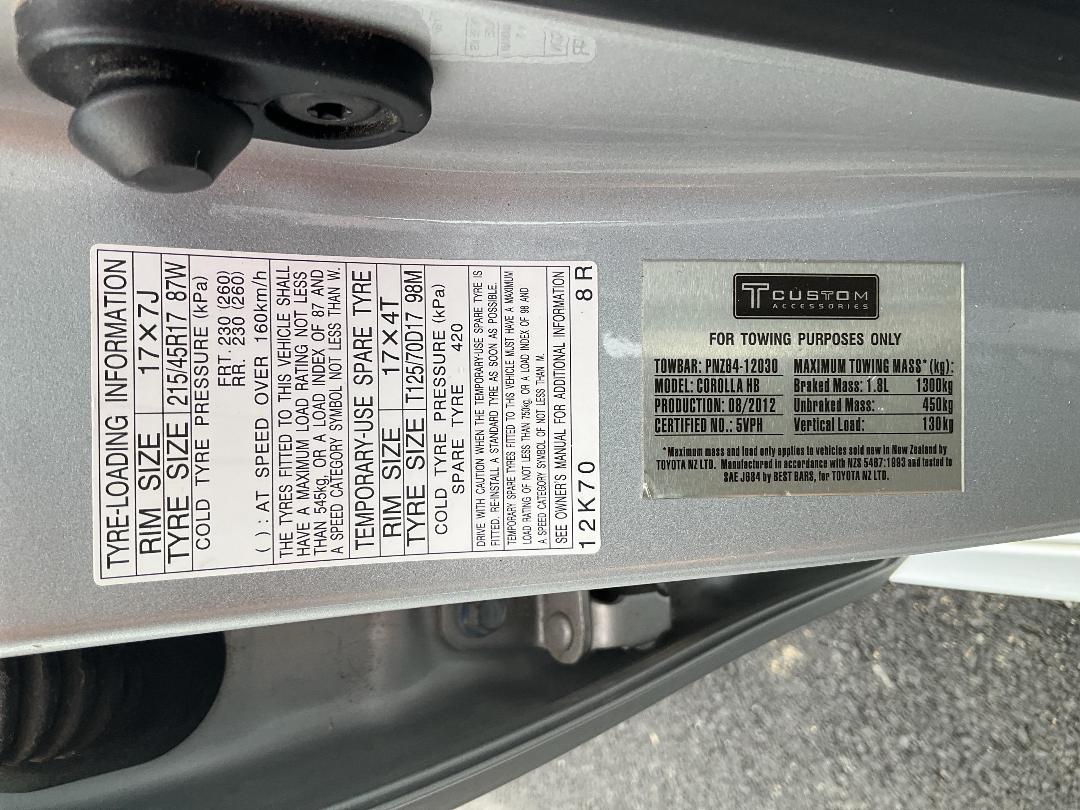 TYRE-LOADING INFORMATION
RIM SIZE 17×7J
TYRE SIZE 215/45R17 87W
COLD TYRE PRESSURE (kPa)
FRT. 230 (260)
RR. 230 (260)
( ) : AT SPEED OVER 160km/h
THE TYRES FITTED TO THIS VEHICLE SHALL
HAVE A MAXIMUM LOAD RATING NOT LESS
THAN 545kg, OR A LOAD INDEX OF 87 AND
A SPEED CATEGORY SYMBOL NOT LESS THAN W.
TEMPORARY-USE SPARE TYRE
RIM SIZE 17×4T
TYRE SIZE T125/70D17 98M
COLD TYRE PRESSURE (kPa)
SPARE TYRE 420
DRIVE WITH CAUTION WHEN THE TEMPORARY-USE SPARE TYRE IS
FITTED. RE-INSTALL A STANDARD TYRE AS SOON AS POSSIBLE.
TEMPORARY SPARE TYRES FITTED TO THIS VEHICLE MUST HAVE A MAXIMUM
LOAD RATING OF NOT LESS THAN 750kg, OR A LOAD INDEX OF 98 AND
A SPEED CATEGORY SYMBOL OF NOT LESS THAN M.
SEE OWNER'S MANUAL FOR ADDITIONAL INFORMATION
12K70 8R
T CUSTOM
ACCESSORIES
FOR TOWING PURPOSES ONLY
TOWBAR: PNZ84-12030 MAXIMUM TOWING MASS* (kg):
MODEL: COROLLA HB Braked Mass: 1.8L 1300kg
PRODUCTION: 08/2012 Unbraked Mass: 450kg
CERTIFIED NO.: 5VPH Vertical Load: 130kg
*Maximum mass and load only applies to vehicles sold new in New Zealand by
TOYOTA NZ LTD. Manufactured in accordance with NZS 5467:1993 and tested to
SAE J684 by BEST BARS, for TOYOTA NZ LTD.